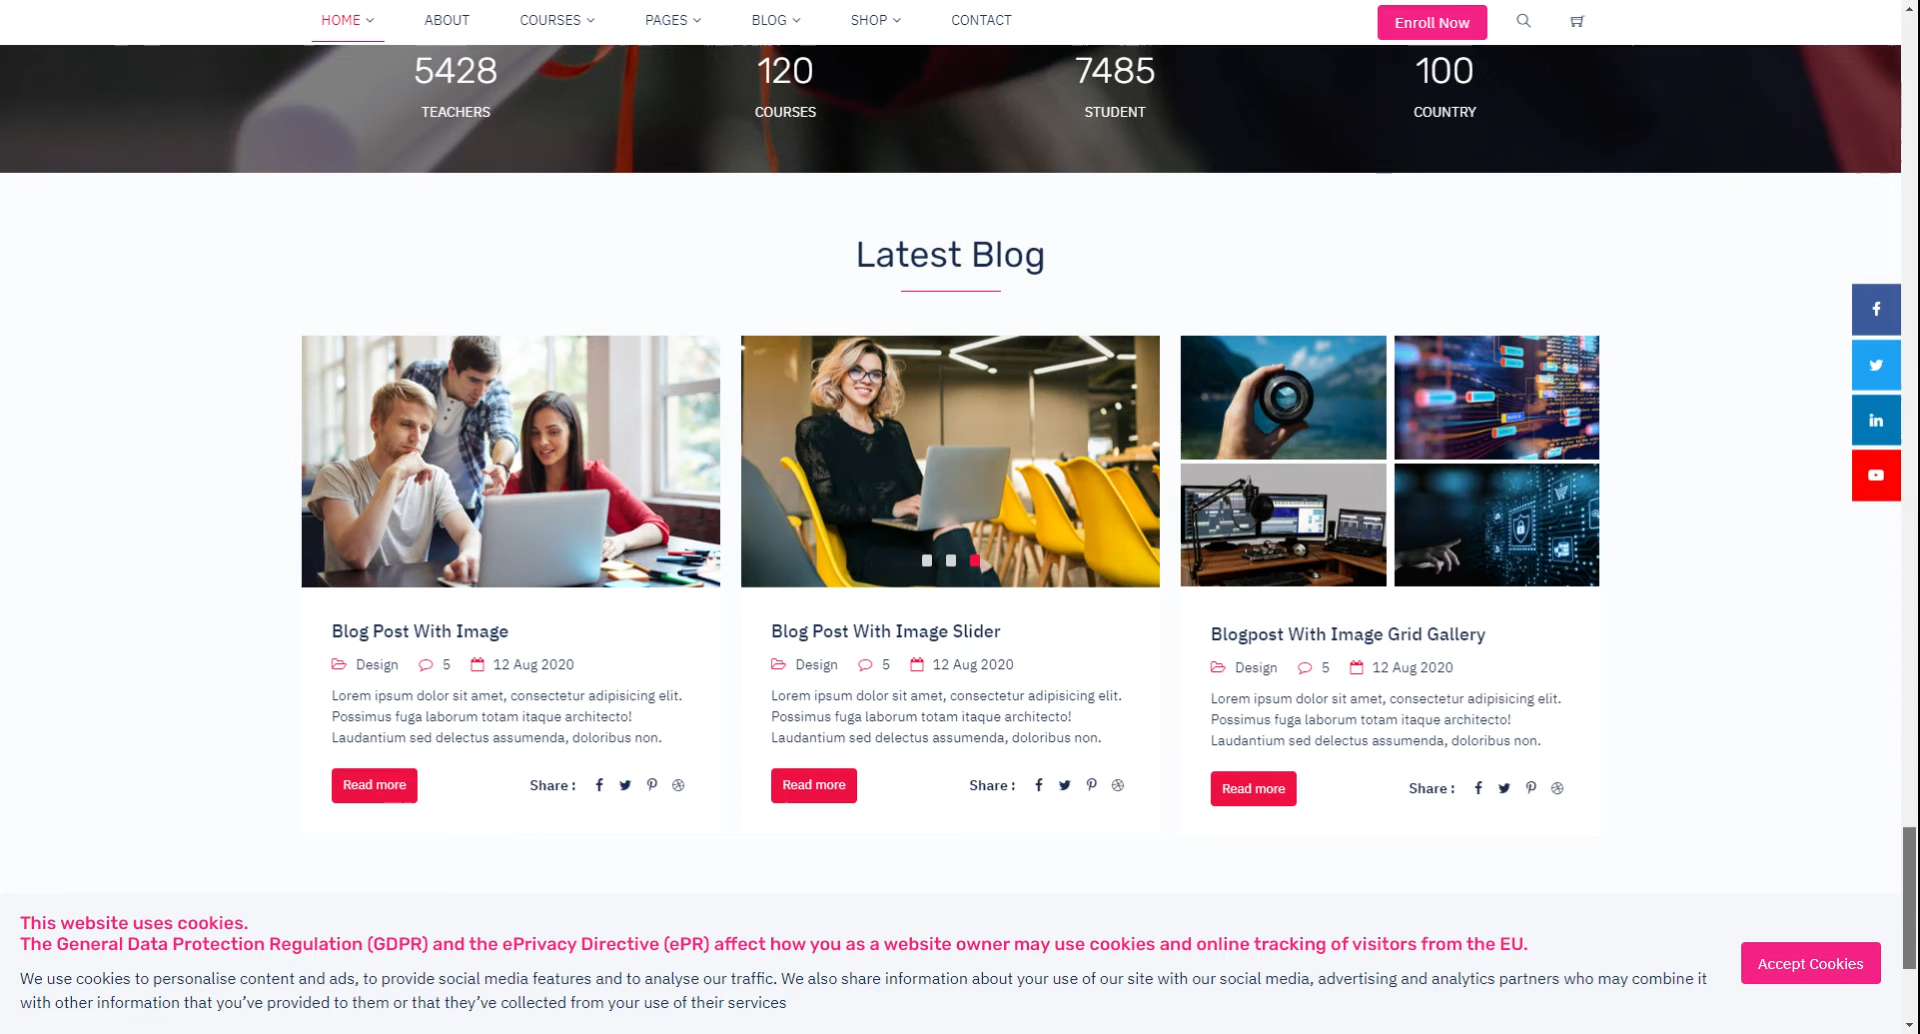 HOME ABOUT COURSES PAGES BLOG SHOP CONTACT Enroll Now
5428 120 7485 100
TEACHERS COURSES STUDENT COUNTRY
Latest Blog
Blog Post With Image
Design 5 12 Aug 2020
Lorem ipsum dolor sit amet, consectetur adipisicing elit.
Possimus fuga laborum totam itaque architecto!
Laudantium sed delectus assumenda, doloribus non.
Read more Share :
Blog Post With Image Slider
Design 5 12 Aug 2020
Lorem ipsum dolor sit amet, consectetur adipisicing elit.
Possimus fuga laborum totam itaque architecto!
Laudantium sed delectus assumenda, doloribus non.
Read more Share :
Blogpost With Image Grid Gallery
Design 5 12 Aug 2020
Lorem ipsum dolor sit amet, consectetur adipisicing elit.
Possimus fuga laborum totam itaque architecto!
Laudantium sed delectus assumenda, doloribus non.
Read more Share :
This website uses cookies.
The General Data Protection Regulation (GDPR) and the ePrivacy Directive (ePR) affect how you as a website owner may use cookies and online tracking of visitors from the EU.
We use cookies to personalise content and ads, to provide social media features and to analyse our traffic. We also share information about your use of our site with our social media, advertising and analytics partners who may combine it
with other information that you’ve provided to them or that they’ve collected from your use of their services
Accept Cookies